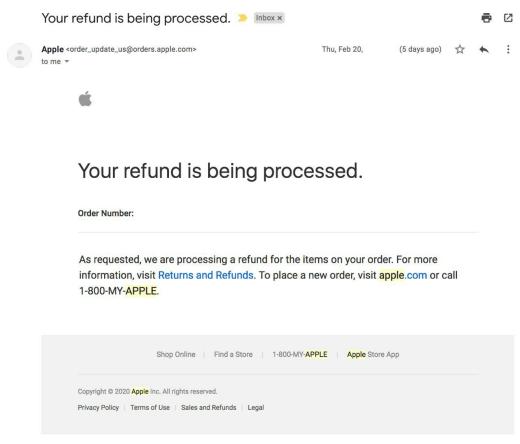 Your refund is being processed. Inbox x
Apple <order_update_us@orders.apple.com> Thu, Feb 20, (5 days ago)
to me
Your refund is being processed.
Order Number:
As requested, we are processing a refund for the items on your order. For more
information, visit Returns and Refunds. To place a new order, visit apple.com or call
1-800-MY-APPLE.
Shop Online | Find a Store | 1-800-MY-APPLE | Apple Store App
Copyright © 2020 Apple Inc. All rights reserved.
Privacy Policy | Terms of Use | Sales and Refunds | Legal